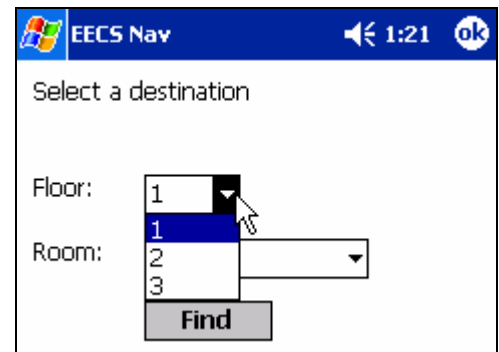 EECS Nav 1:21 ok
Select a destination
Floor: 1
1
Room: 2
3
Find